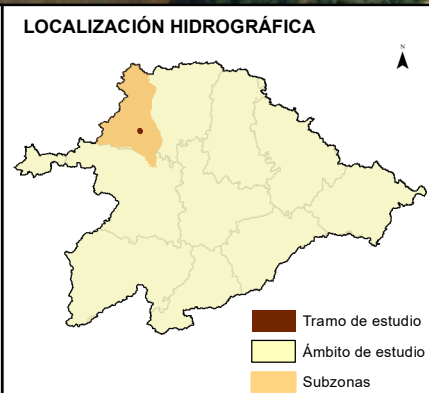 LOCALIZACIÓN HIDROGRÁFICA
N
Tramo de estudio
Ámbito de estudio
Subzonas